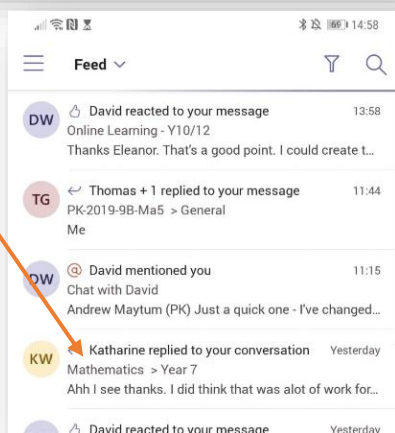 69 14:58
Feed
DW David reacted to your message 13:58
Online Learning - Y10/12
Thanks Eleanor. That's a good point. I could create t...
TG Thomas + 1 replied to your message 11:44
PK-2019-9B-Ma5 > General
Me
DW @ David mentioned you 11:15
Chat with David
Andrew Maytum (PK) Just a quick one - I've changed...
KW Katharine replied to your conversation Yesterday
Mathematics > Year 7
Ahh I see thanks. I did think that was alot of work for...
David reacted to your message Yesterday